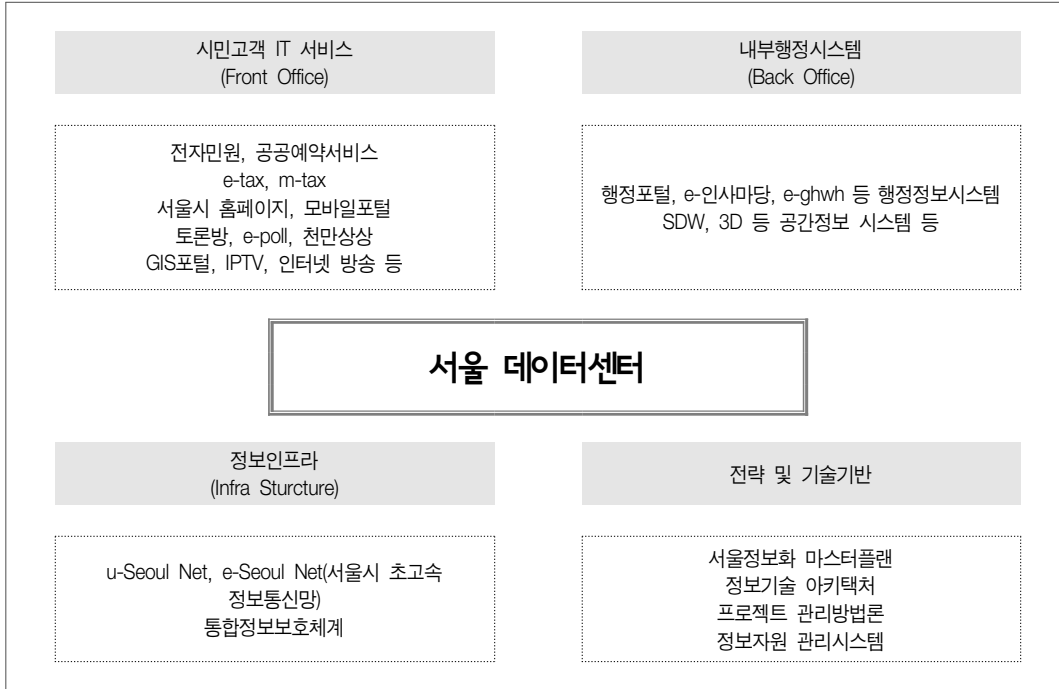 시민고객 IT 서비스
(Front Office)
전자민원, 공공예약서비스
e-tax, m-tax
서울시 홈페이지, 모바일포털
토론방, e-poll, 천만상상
GIS포털, IPTV, 인터넷 방송 등
내부행정시스템
(Back Office)
행정포털, e-인사마당, e-ghwh 등 행정정보시스템
SDW, 3D 등 공간정보 시스템 등
서울 데이터센터
정보인프라
(Infra Sturcture)
u-Seoul Net, e-Seoul Net(서울시 초고속
정보통신망)
통합정보보호체계
전략 및 기술기반
서울정보화 마스터플랜
정보기술 아키택처
프로젝트 관리방법론
정보자원 관리시스템